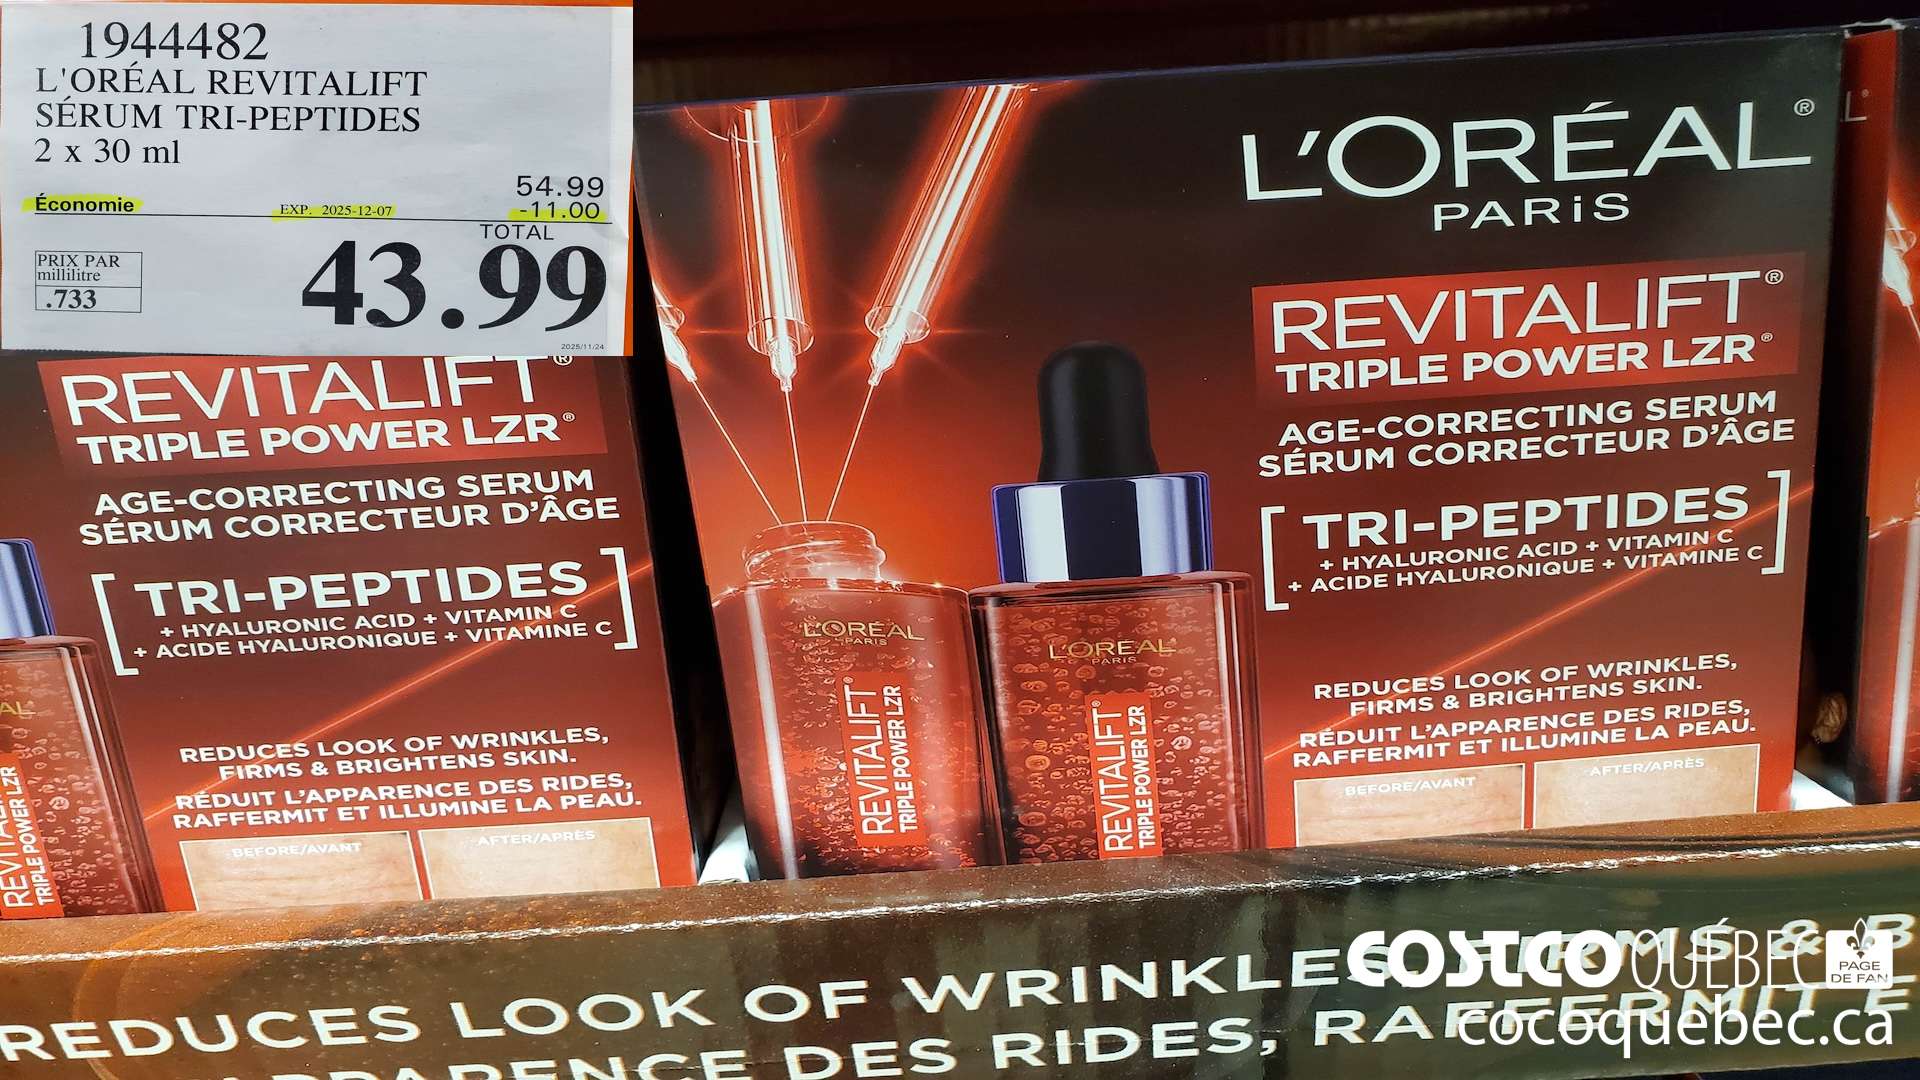 1944482
L'ORÉAL REVITALIFT
SÉRUM TRI-PEPTIDES
2 x 30 ml
54.99
Économie EXP. 2025-12-07 -11.00
TOTAL
PRIX PAR
millilitre
.733
43.99
2025/11/24
REVITALIFT®
TRIPLE POWER LZR®
AGE-CORRECTING SERUM
SÉRUM CORRECTEUR D'ÂGE
[TRI-PEPTIDES
+ HYALURONIC ACID + VITAMIN C
+ ACIDE HYALURONIQUE + VITAMINE C]
REDUCES LOOK OF WRINKLES,
FIRMS & BRIGHTENS SKIN.
RÉDUIT L'APPARENCE DES RIDES,
RAFFERMIT ET ILLUMINE LA PEAU.
BEFORE/AVANT
AFTER/APRÈS
REVITALIFT
TRIPLE POWER LZR
L'ORÉAL®
PARIS
REVITALIFT®
TRIPLE POWER LZR®
AGE-CORRECTING SERUM
SÉRUM CORRECTEUR D'ÂGE
[TRI-PEPTIDES
+ HYALURONIC ACID + VITAMIN C
+ ACIDE HYALURONIQUE + VITAMINE C]
REDUCES LOOK OF WRINKLES,
FIRMS & BRIGHTENS SKIN.
RÉDUIT L'APPARENCE DES RIDES,
RAFFERMIT ET ILLUMINE LA PEAU.
BEFORE/AVANT
AFTER/APRÈS
L'ORÉAL
PARIS
REVITALIFT®
TRIPLE POWER LZR
L'ORÉAL
PARIS
REVITALIFT®
TRIPLE POWER LZR
REDUCES LOOK OF WRINKLES, FIRMS & B
APPARENCE DES RIDES, RAFFERMIT E
COSTCO QUÉBEC
PAGE
DE FAN
cocoquebec.ca